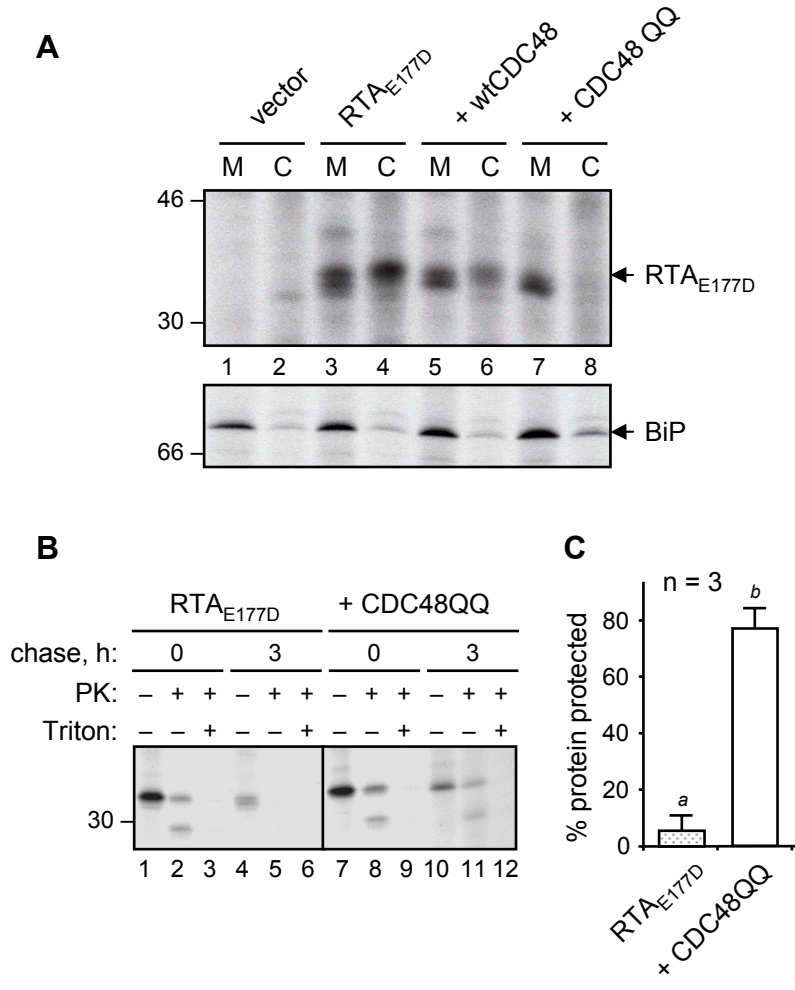 A
vector RTAE177D + wtCDC48 + CDC48 QQ
M C M C M C M C
46
RTAE177D
30
1 2 3 4 5 6 7 8
BiP
66
B
RTAE177D + CDC48QQ
chase, h: 0 3 0 3
PK: – + + – + + – + + – + +
Triton: – – + – – + – – + – – +
30
1 2 3 4 5 6 7 8 9 10 11 12
C
n = 3
% protein protected
80
60
40
20
0
a
b
RTAE177D
+ CDC48QQ